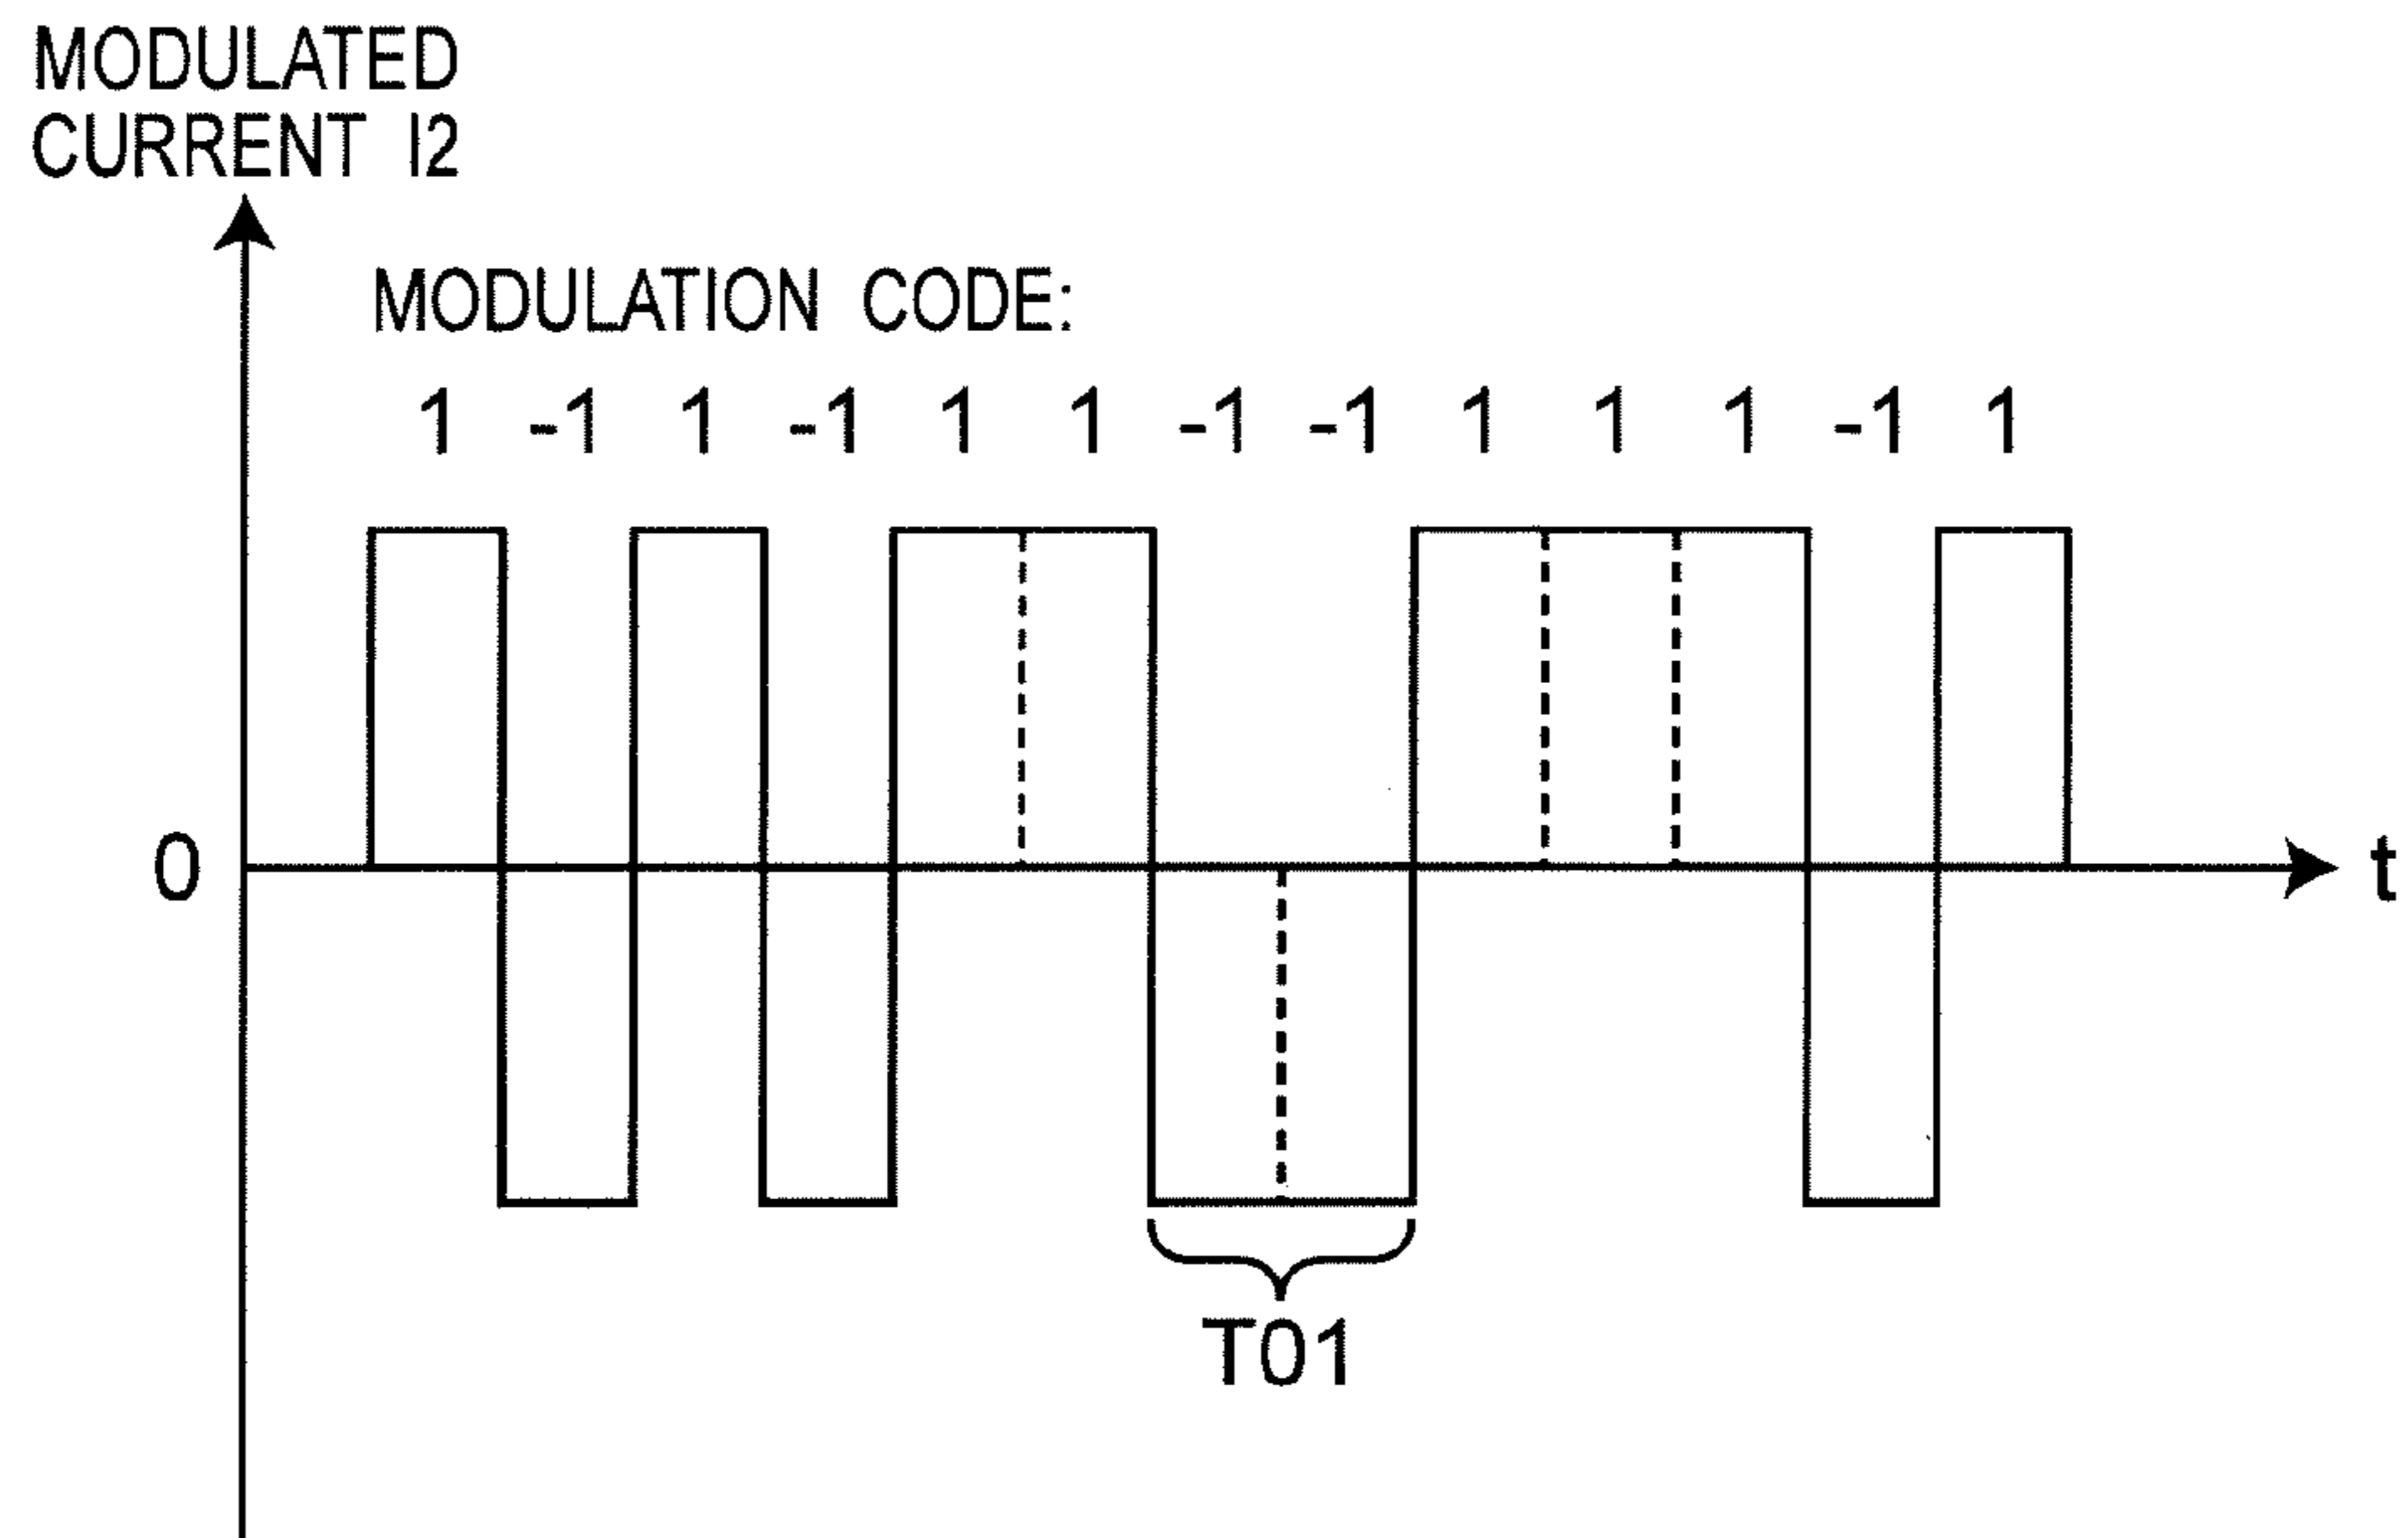 MODULATED
CURRENT I2
MODULATION CODE:
1 -1 1 -1 1 1 -1 -1 1 1 1 -1 1
0
t
T01